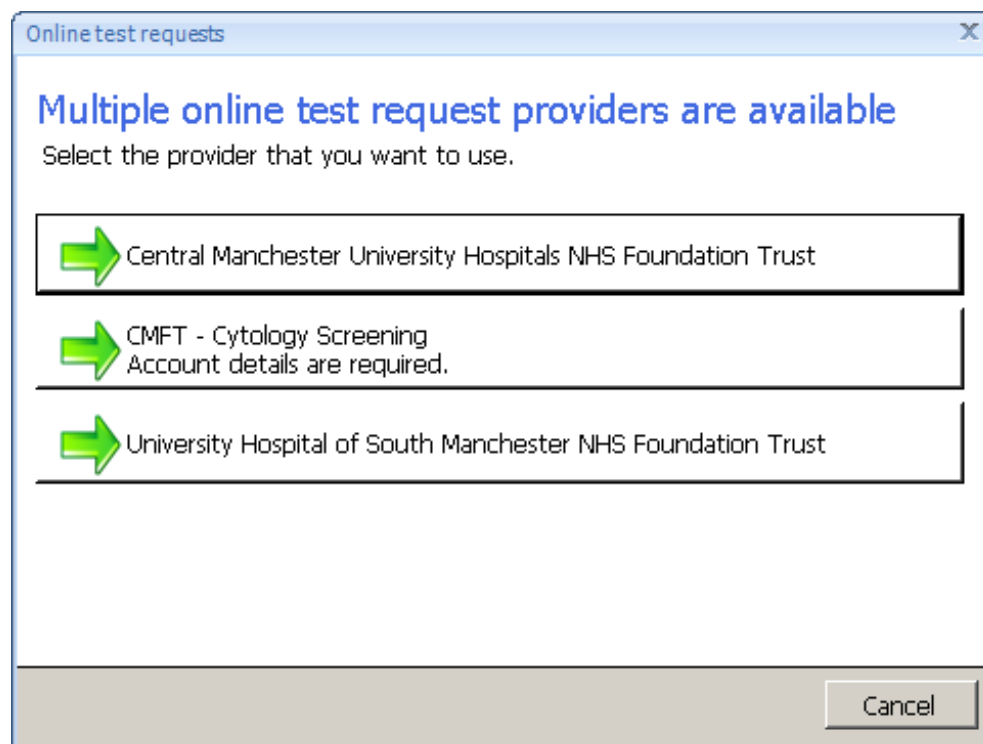 Online test requests
X
Multiple online test request providers are available
Select the provider that you want to use.
Central Manchester University Hospitals NHS Foundation Trust
CMFT - Cytology Screening
Account details are required.
University Hospital of South Manchester NHS Foundation Trust
Cancel